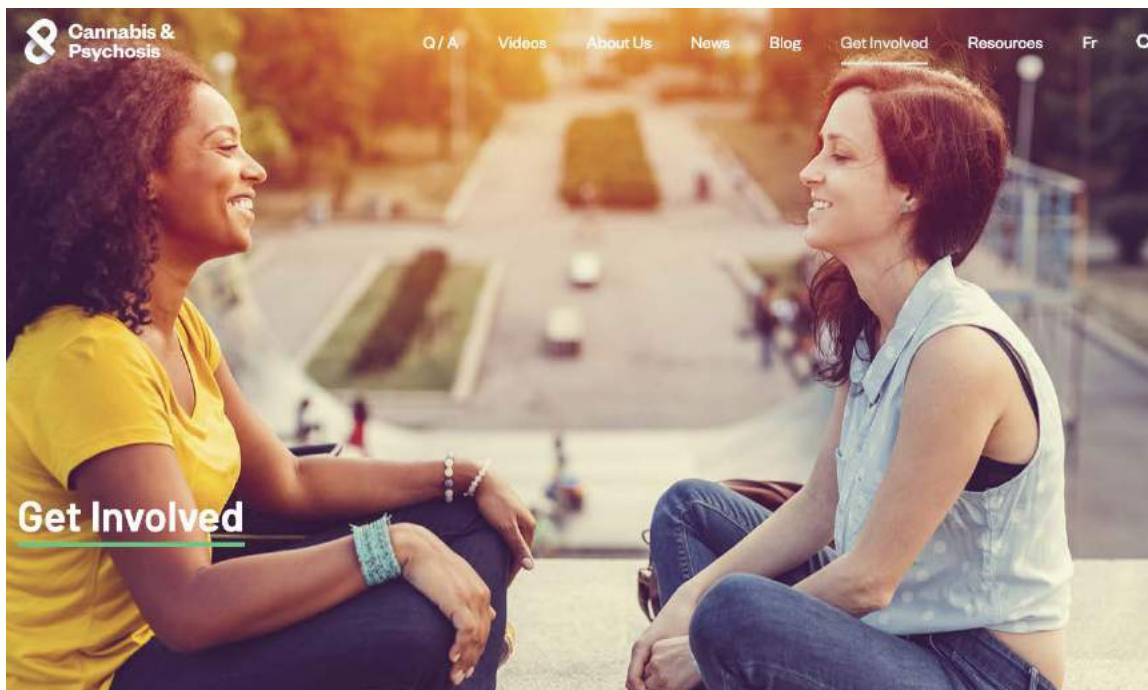 Cannabis &
Psychosis
Q/A Videos About Us News Blog Get Involved Resources Fr
Get Involved